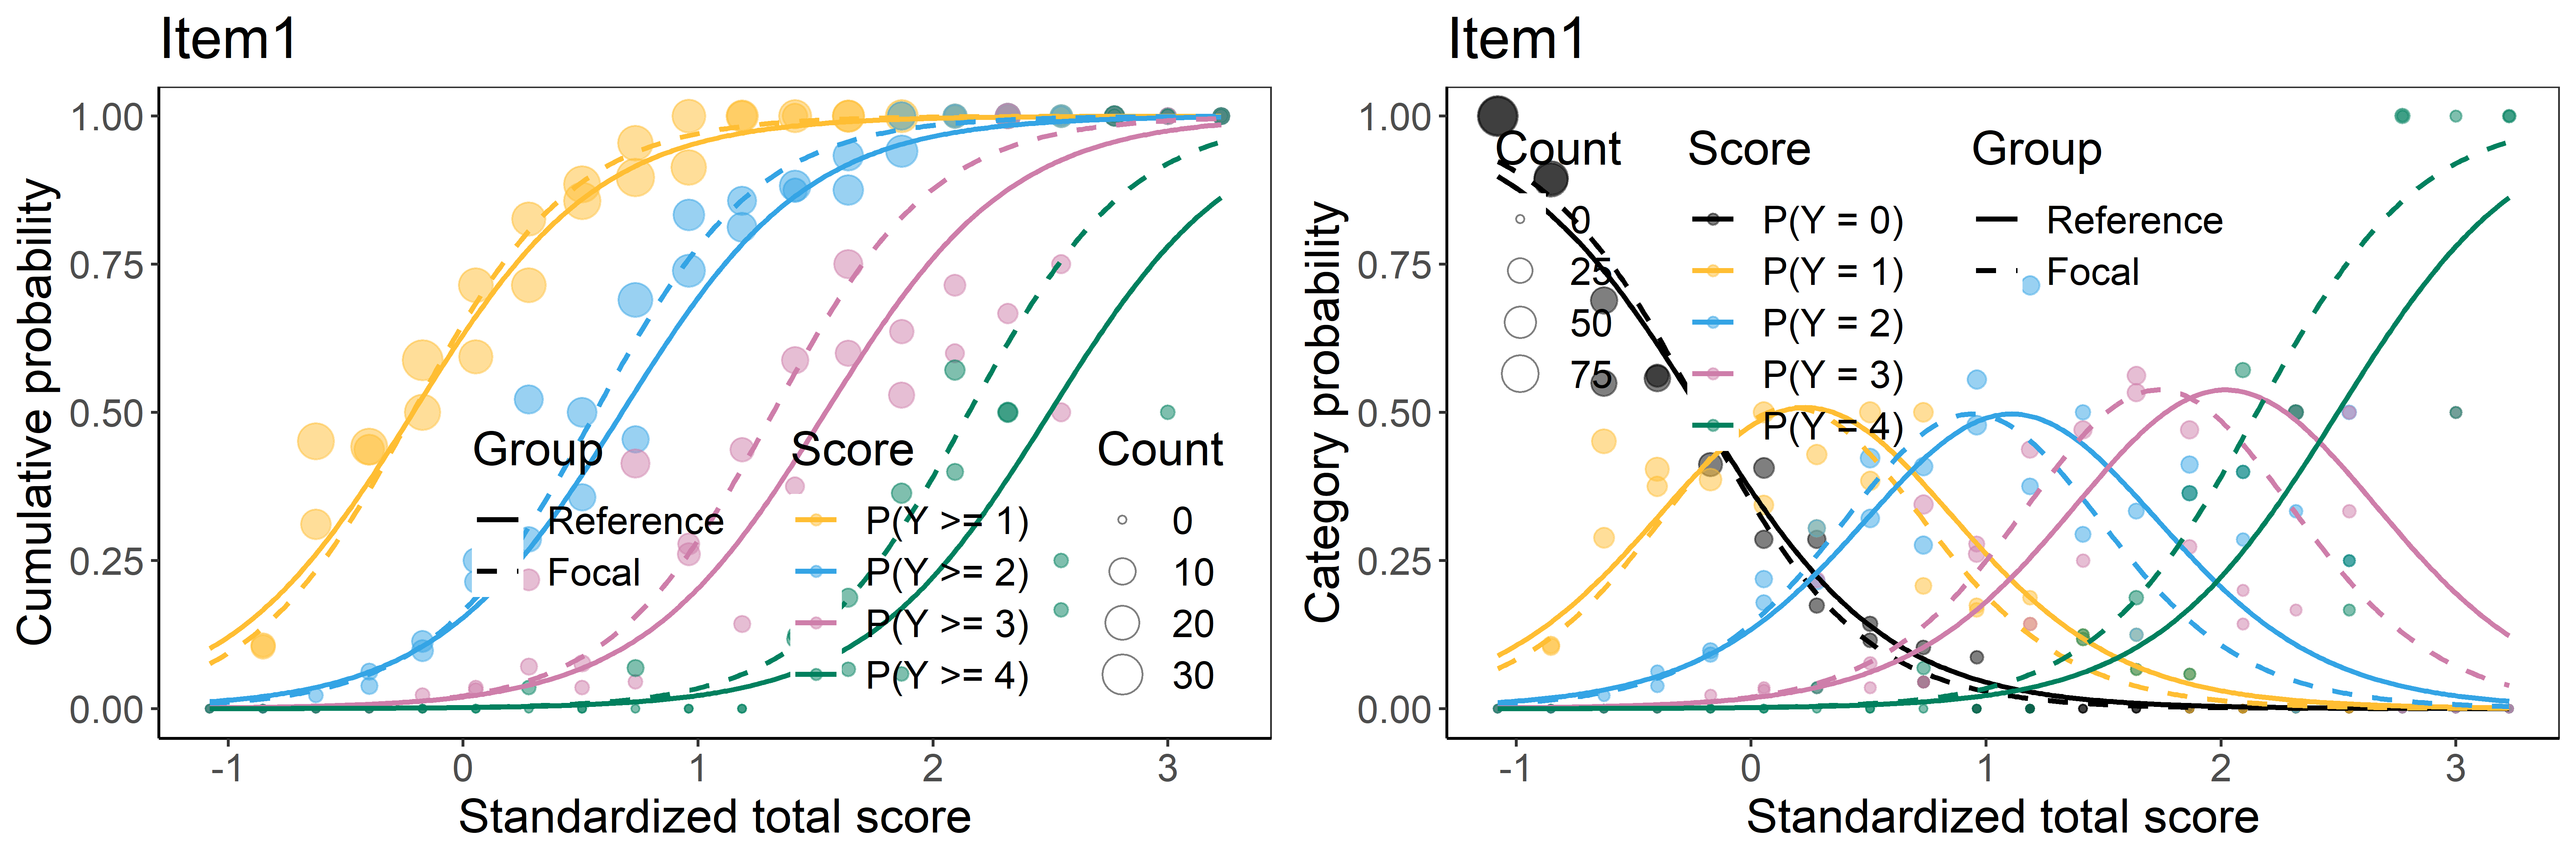 Item1
Cumulative probability
1.00
0.75
0.50
0.25
0.00
Group
Reference
Focal
Score
P(Y >= 1)
P(Y >= 2)
P(Y >= 3)
P(Y >= 4)
Count
0
10
20
30
-1 0 1 2 3
Standardized total score
Item1
Category probability
1.00
0.75
0.50
0.25
0.00
Count
0
25
50
75
Score
P(Y = 0)
P(Y = 1)
P(Y = 2)
P(Y = 3)
P(Y = 4)
Group
Reference
Focal
-1 0 1 2 3
Standardized total score